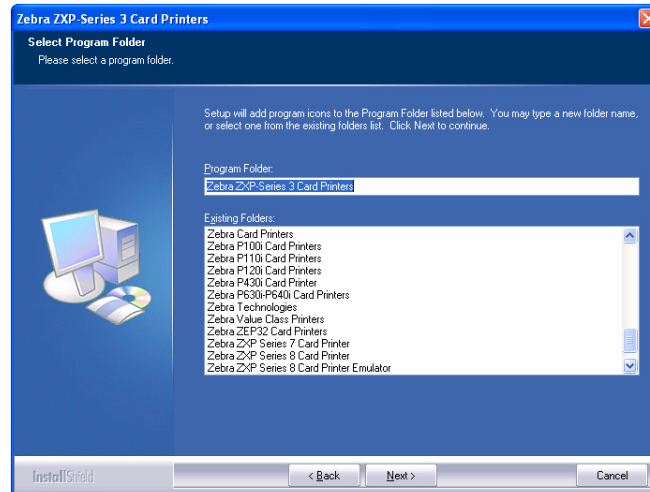 Zebra ZXP-Series 3 Card Printers
Select Program Folder
Please select a program folder.
Setup will add program icons to the Program Folder listed below. You may type a new folder name,
or select one from the existing folders list. Click Next to continue.
Program Folder:
Zebra ZXP-Series 3 Card Printers
Existing Folders:
Zebra Card Printers
Zebra P100i Card Printers
Zebra P110i Card Printers
Zebra P120i Card Printers
Zebra P430i Card Printer
Zebra P630i-P640i Card Printers
Zebra Technologies
Zebra Value Class Printers
Zebra ZEP32 Card Printers
Zebra ZXP Series 7 Card Printer
Zebra ZXP Series 8 Card Printer
Zebra ZXP Series 8 Card Printer Emulator
InstallShield
< Back
Next >
Cancel